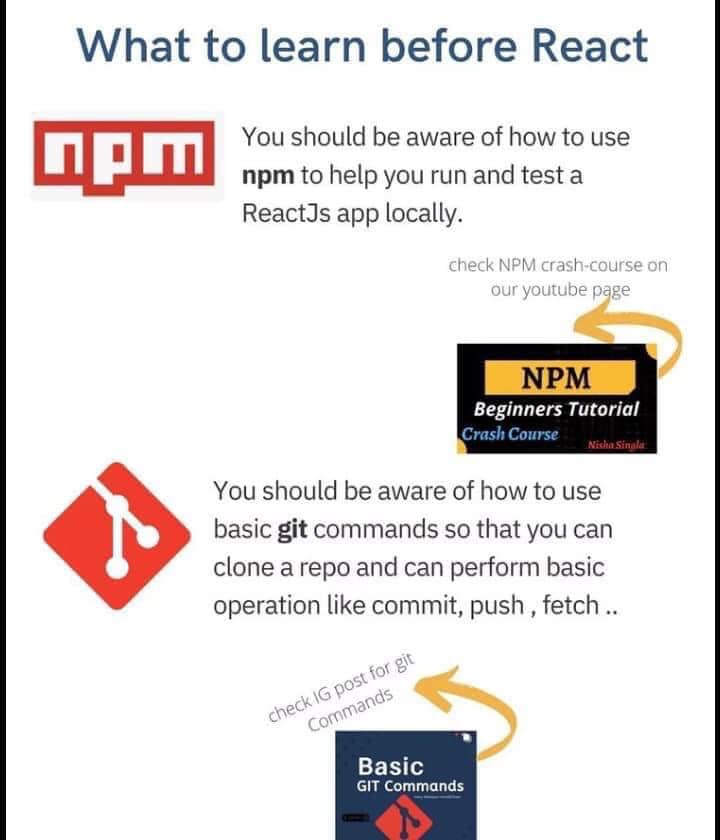 What to learn before React
npm
You should be aware of how to use
npm to help you run and test a
ReactJs app locally.
check NPM crash-course on
our youtube page
NPM
Beginners Tutorial
Crash Course
Nisha Singla
You should be aware of how to use
basic git commands so that you can
clone a repo and can perform basic
operation like commit, push , fetch ..
check IG post for git
Commands
Basic
GIT Commands